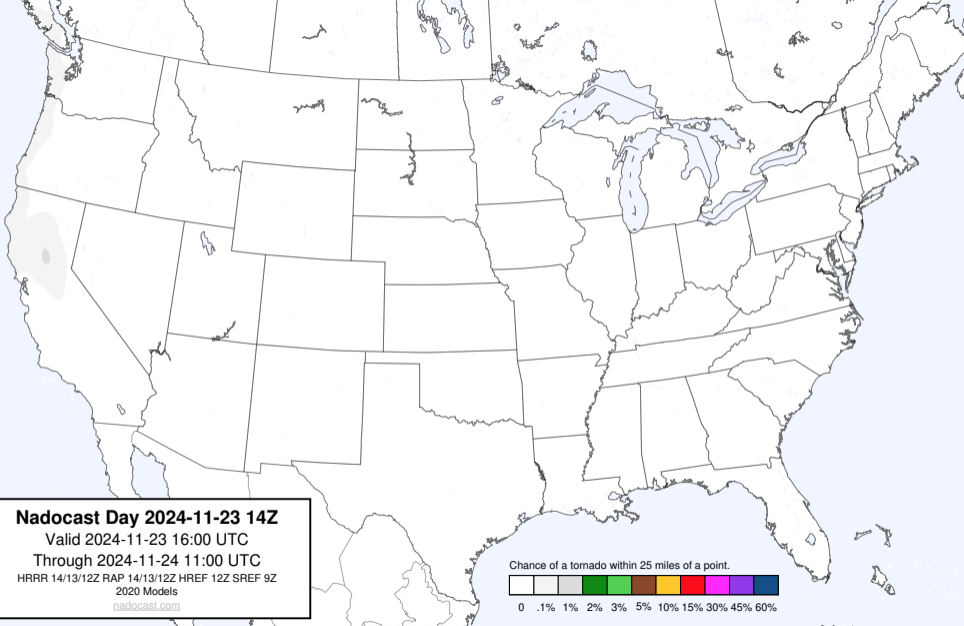 Nadocast Day 2024-11-23 14Z
Valid 2024-11-23 16:00 UTC
Through 2024-11-24 11:00 UTC
HRRR 14/13/12Z RAP 14/13/12Z HREF 12Z SREF 9Z
2020 Models
nadocast.com
Chance of a tornado within 25 miles of a point.
0 .1% 1% 2% 3% 5% 10% 15% 30% 45% 60%